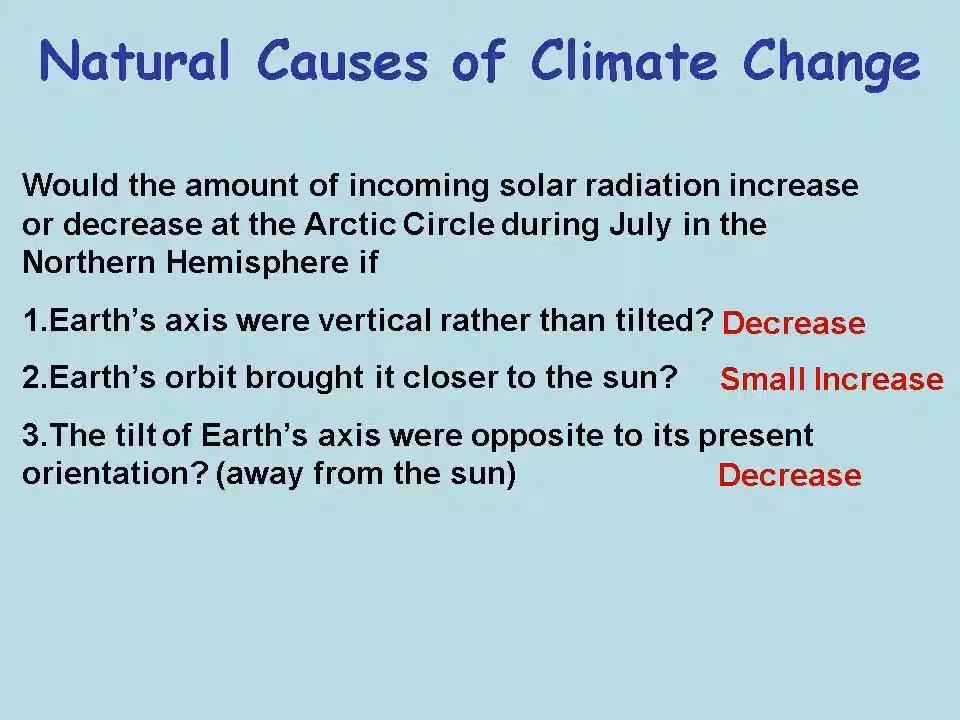 Natural Causes of Climate Change
Would the amount of incoming solar radiation increase
or decrease at the Arctic Circle during July in the
Northern Hemisphere if
1.Earth's axis were vertical rather than tilted? Decrease
2.Earth's orbit brought it closer to the sun? Small Increase
3.The tilt of Earth's axis were opposite to its present
orientation? (away from the sun) Decrease